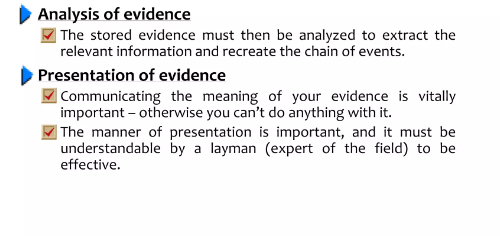 Analysis of evidence
The stored evidence must then be analyzed to extract the
relevant information and recreate the chain of events.
Presentation of evidence
Communicating the meaning of your evidence is vitally
important – otherwise you can't do anything with it.
The manner of presentation is important, and it must be
understandable by a layman (expert of the field) to be
effective.